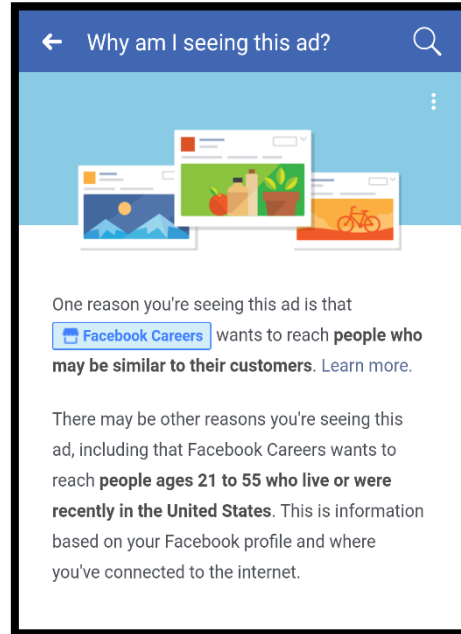 Why am I seeing this ad?
One reason you're seeing this ad is that
Facebook Careers wants to reach people who
may be similar to their customers. Learn more.
There may be other reasons you're seeing this
ad, including that Facebook Careers wants to
reach people ages 21 to 55 who live or were
recently in the United States. This is information
based on your Facebook profile and where
you've connected to the internet.